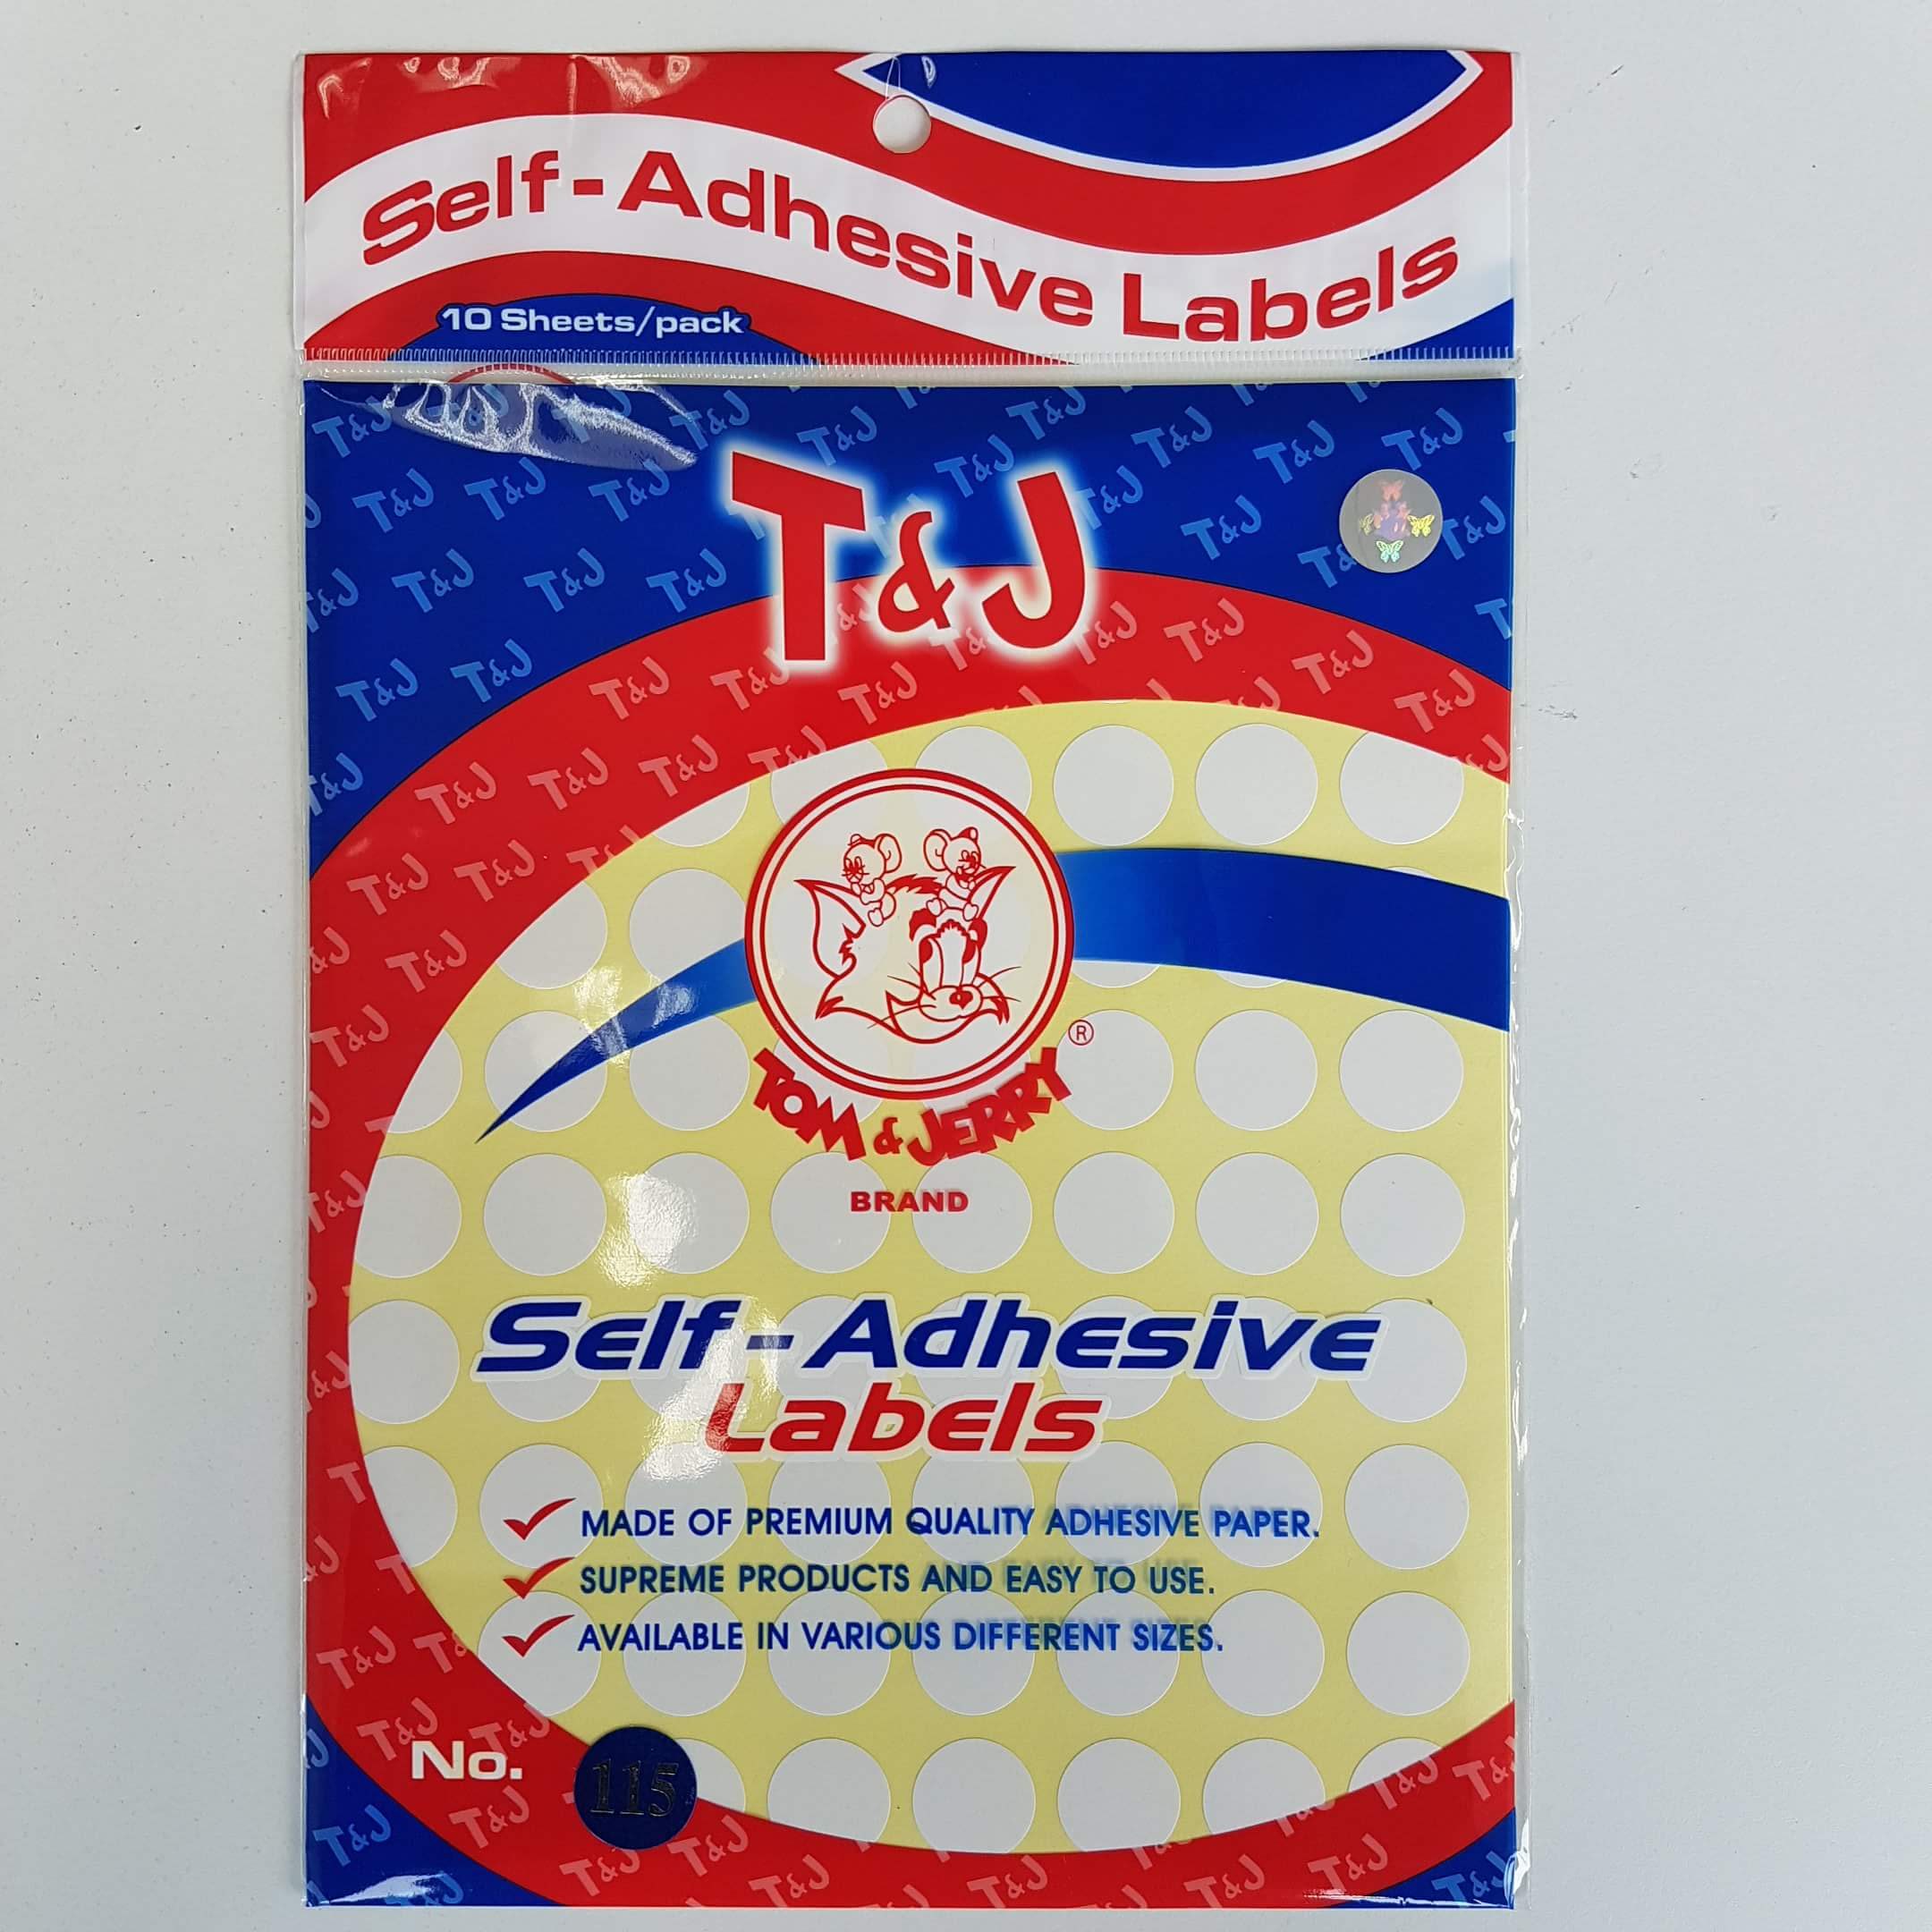 Self-Adhesive Labels
10 Sheets/pack
T&J
TOM & JERRY ®
BRAND
Self-Adhesive
Labels
MADE OF PREMIUM QUALITY ADHESIVE PAPER.
SUPREME PRODUCTS AND EASY TO USE.
AVAILABLE IN VARIOUS DIFFERENT SIZES.
No. 115